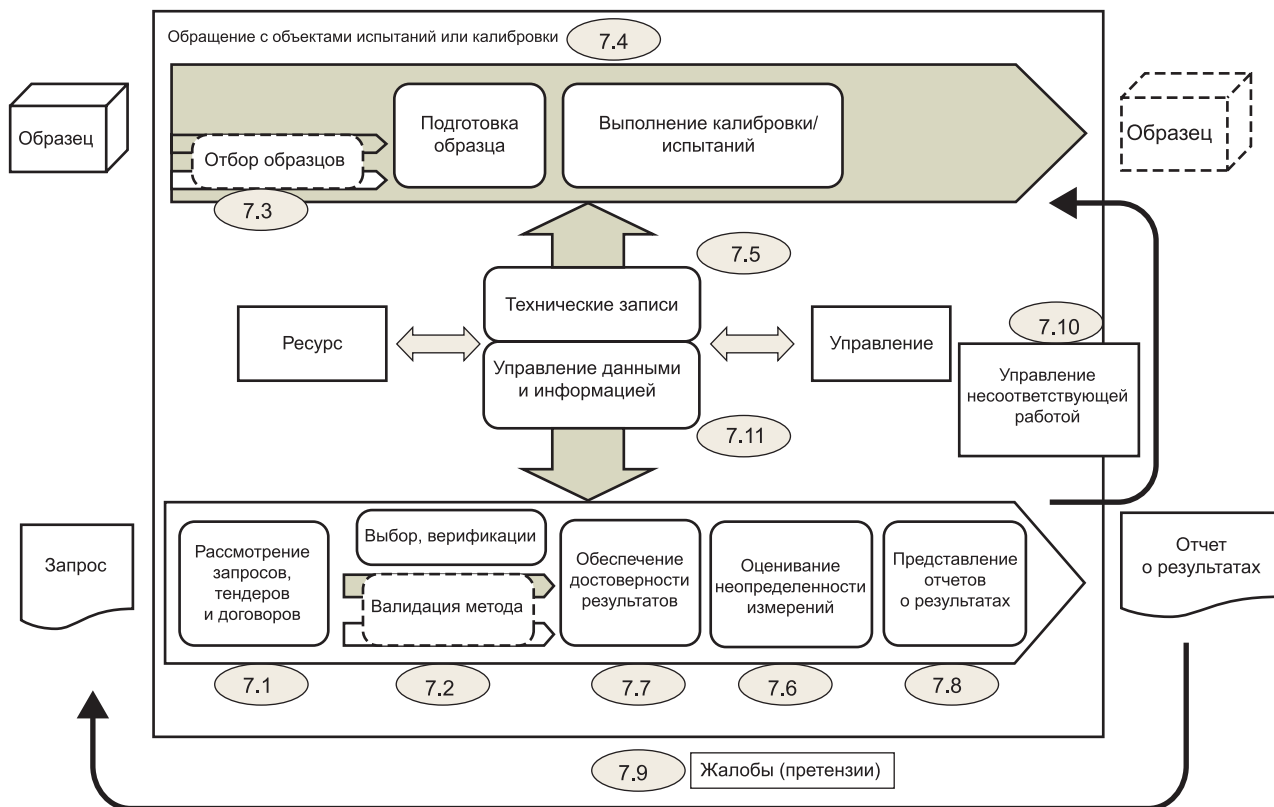 Обращение с объектами испытаний или калибровки
7.4
Образец
Отбор образцов
7.3
Подготовка
образца
Выполнение калибровки/
испытаний
Образец
7.5
Технические записи
Ресурс
Управление
Управление данными
и информацией
7.11
7.10
Управление
несоответствующей
работой
Запрос
Рассмотрение
запросов,
тендеров
и договоров
7.1
Выбор, верификации
Валидация метода
7.2
Обеспечение
достоверности
результатов
7.7
Оценивание
неопределенности
измерений
7.6
Представление
отчетов
о результатах
7.8
Отчет
о результатах
7.9
Жалобы (претензии)